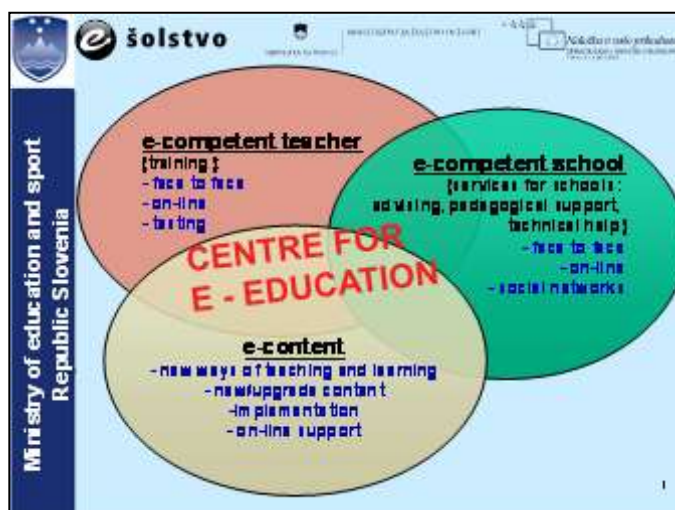 e šolstvo
Ministry of education and sport
Republic Slovenia
e-competent teacher
(training):
- face to face
- on-line
- testing
e-competent school
(services for schools:
advising, pedagogical support,
technical help)
- face to face
- on-line
- social networks
CENTRE FOR
E - EDUCATION
e-content
- new ways of teaching and learning
- new/upgrade content
-implementation
- on-line support
1